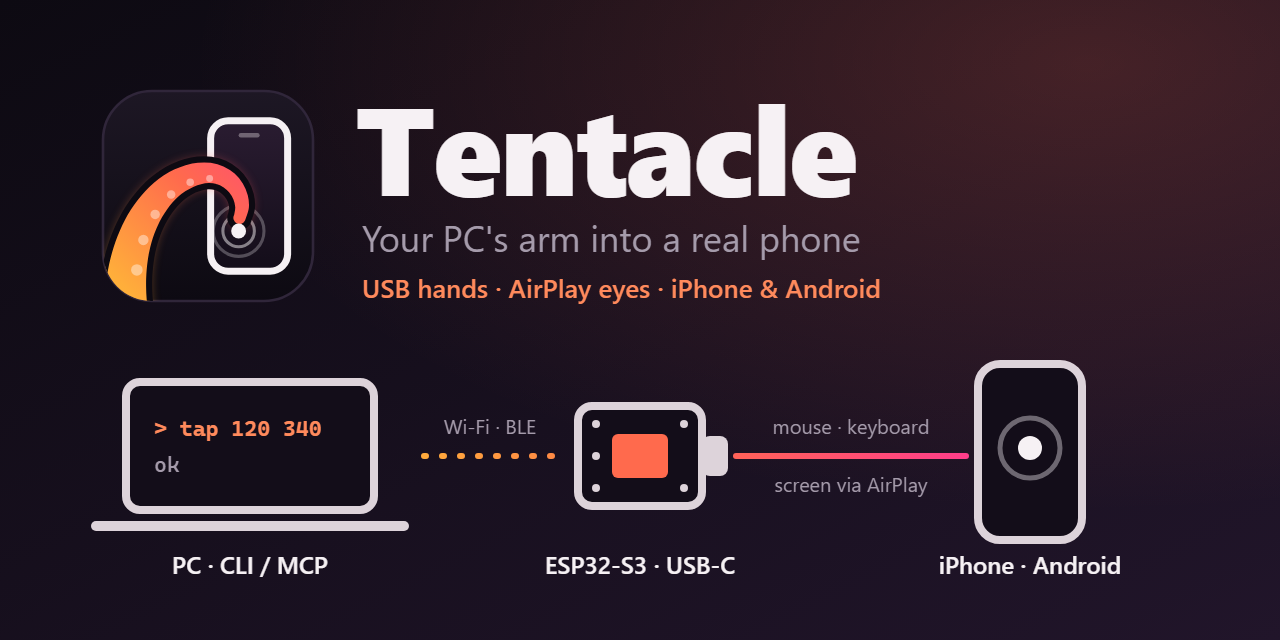 Tentacle
Your PC's arm into a real phone
USB hands · AirPlay eyes · iPhone & Android
> tap 120 340
ok
Wi-Fi · BLE
mouse · keyboard
screen via AirPlay
PC · CLI / MCP
ESP32-S3 · USB-C
iPhone · Android